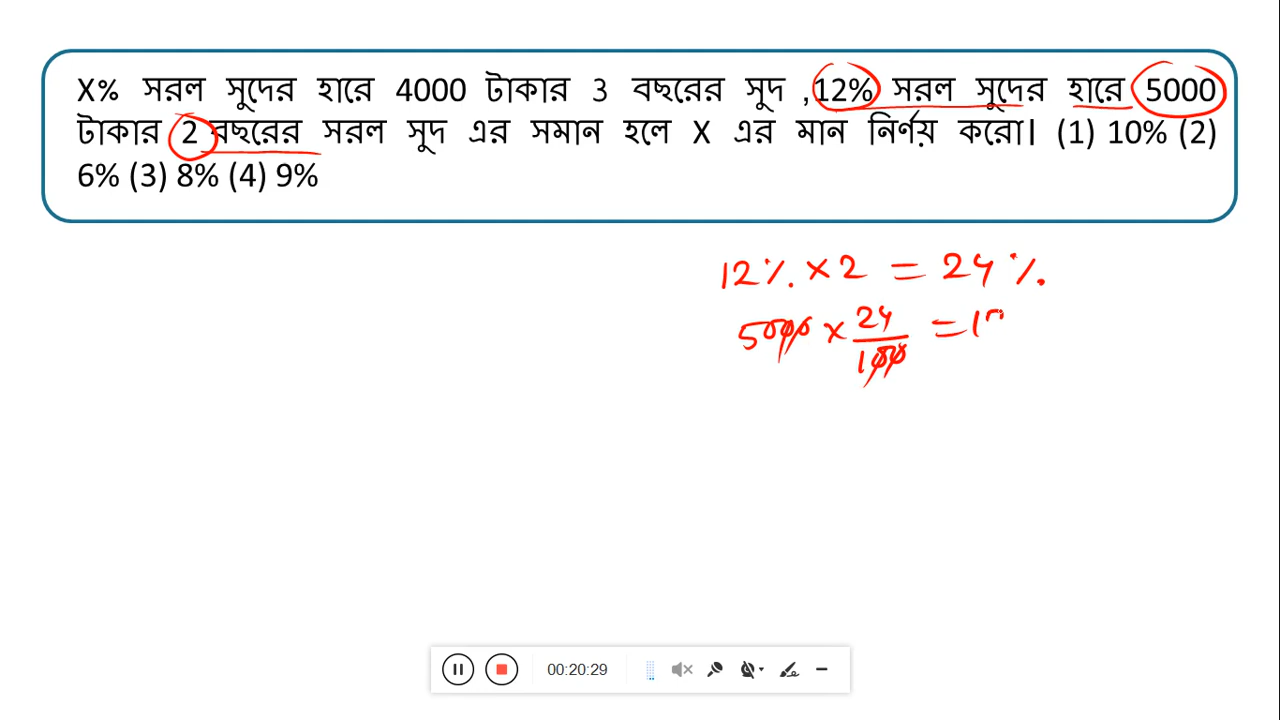 X% সরল সুদের হারে 4000 টাকার 3 বছরের সুদ ,12% সরল সুদের হারে 5000
টাকার 2 বছরের সরল সুদ এর সমান হলে X এর মান নির্ণয় করো। (1) 10% (2)
6% (3) 8% (4) 9%
12% × 2 = 24%
5000 × 24/100 = 1
00:20:29